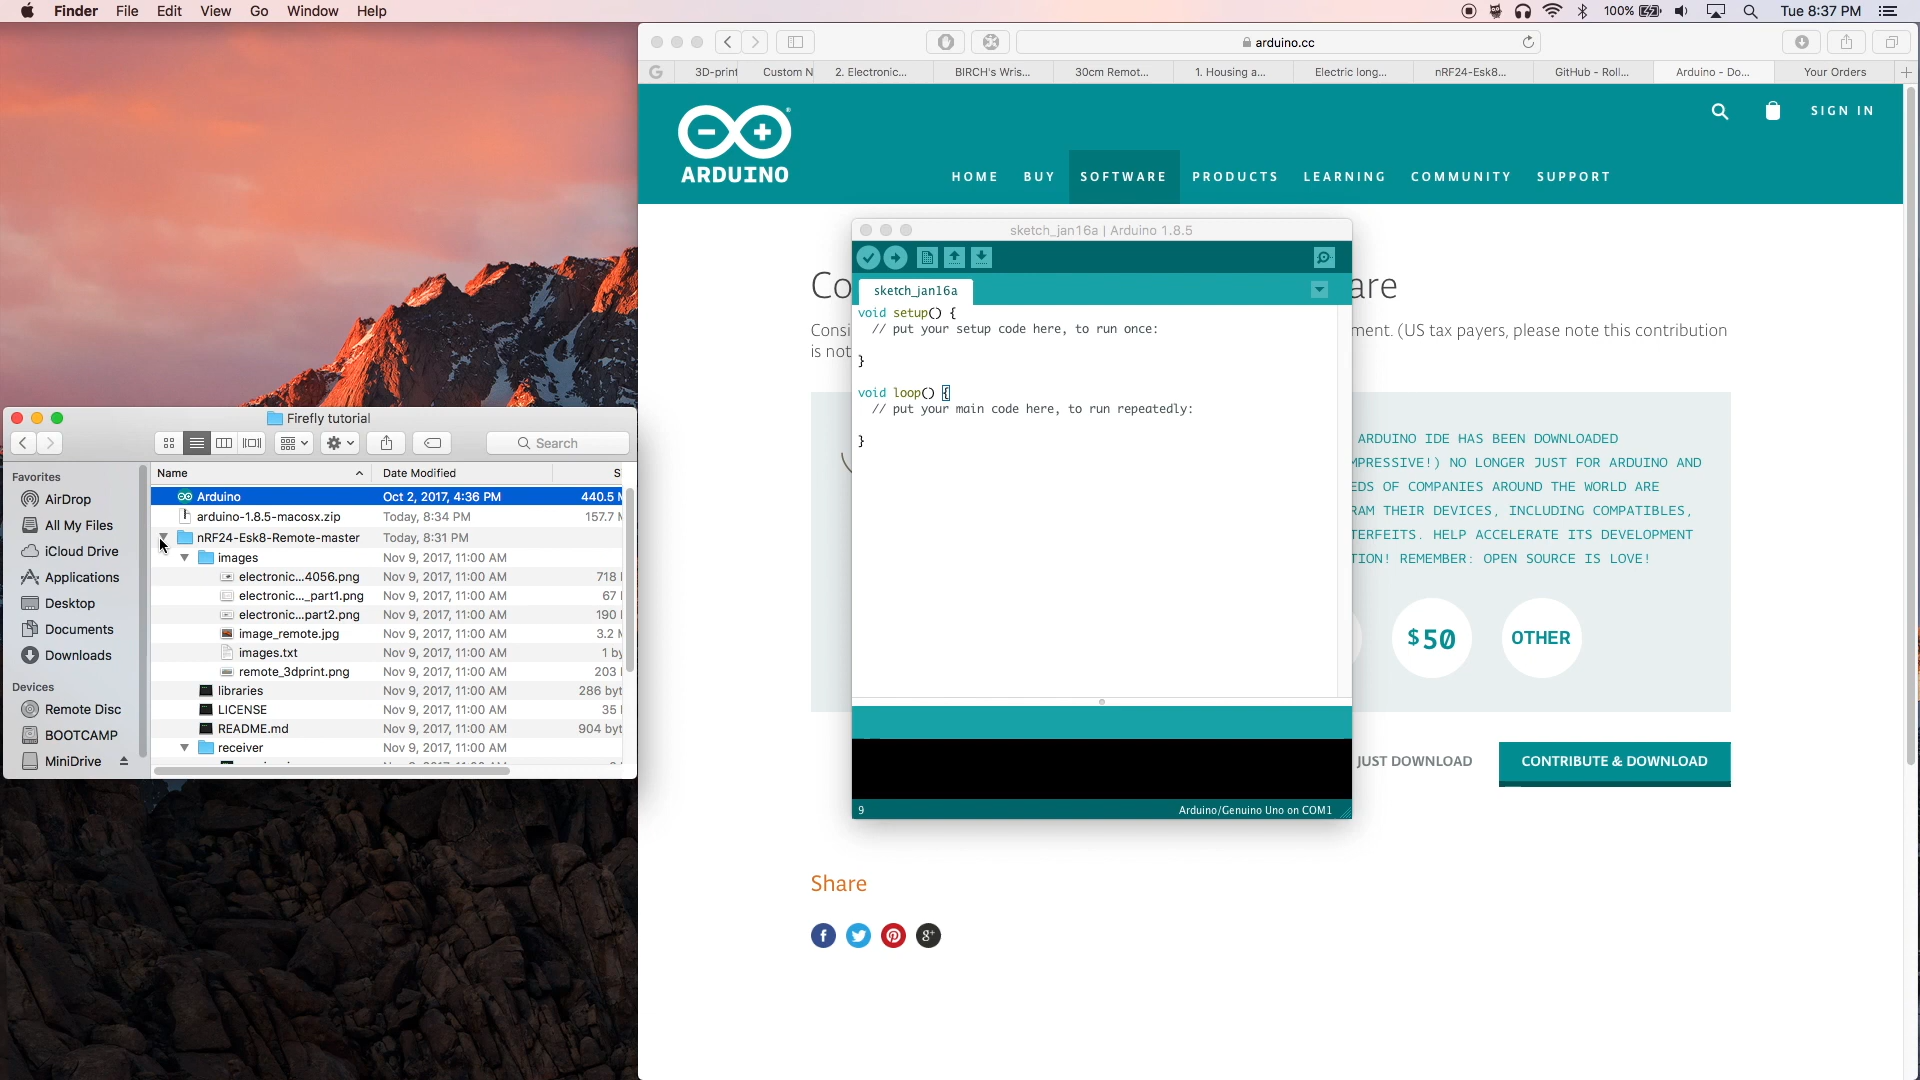 Finder File Edit View Go Window Help
100% Tue 8:37 PM
arduino.cc
3D-print Custom N 2. Electronic... BIRCH's Wris... 30cm Remot... 1. Housing a... Electric long... nRF24-Esk8... GitHub - Roll... Arduino - Do... Your Orders
ARDUINO
SIGN IN
HOME BUY SOFTWARE PRODUCTS LEARNING COMMUNITY SUPPORT
sketch_jan16a | Arduino 1.8.5
sketch_jan16a
void setup() {
// put your setup code here, to run once:
}
void loop() {
// put your main code here, to run repeatedly:
}
9
Arduino/Genuino Uno on COM1
Co
are
Consi
ment. (US tax payers, please note this contribution
is not
ARDUINO IDE HAS BEEN DOWNLOADED
MPRESSIVE!) NO LONGER JUST FOR ARDUINO AND
EDS OF COMPANIES AROUND THE WORLD ARE
RAM THEIR DEVICES, INCLUDING COMPATIBLES,
TERFEITS. HELP ACCELERATE ITS DEVELOPMENT
TION! REMEMBER: OPEN SOURCE IS LOVE!
$50 OTHER
JUST DOWNLOAD CONTRIBUTE & DOWNLOAD
Share
Firefly tutorial
Search
Favorites
AirDrop
All My Files
iCloud Drive
Applications
Desktop
Documents
Downloads
Devices
Remote Disc
BOOTCAMP
MiniDrive
Name Date Modified S
Arduino Oct 2, 2017, 4:36 PM 440.5 M
arduino-1.8.5-macosx.zip Today, 8:34 PM 157.7 M
nRF24-Esk8-Remote-master Today, 8:31 PM
images Nov 9, 2017, 11:00 AM
electronic...4056.png Nov 9, 2017, 11:00 AM 718
electronic..._part1.png Nov 9, 2017, 11:00 AM 67
electronic...part2.png Nov 9, 2017, 11:00 AM 190
image_remote.jpg Nov 9, 2017, 11:00 AM 3.2 M
images.txt Nov 9, 2017, 11:00 AM 1 by
remote_3dprint.png Nov 9, 2017, 11:00 AM 203
libraries Nov 9, 2017, 11:00 AM 286 byt
LICENSE Nov 9, 2017, 11:00 AM 35
README.md Nov 9, 2017, 11:00 AM 904 byt
receiver Nov 9, 2017, 11:00 AM